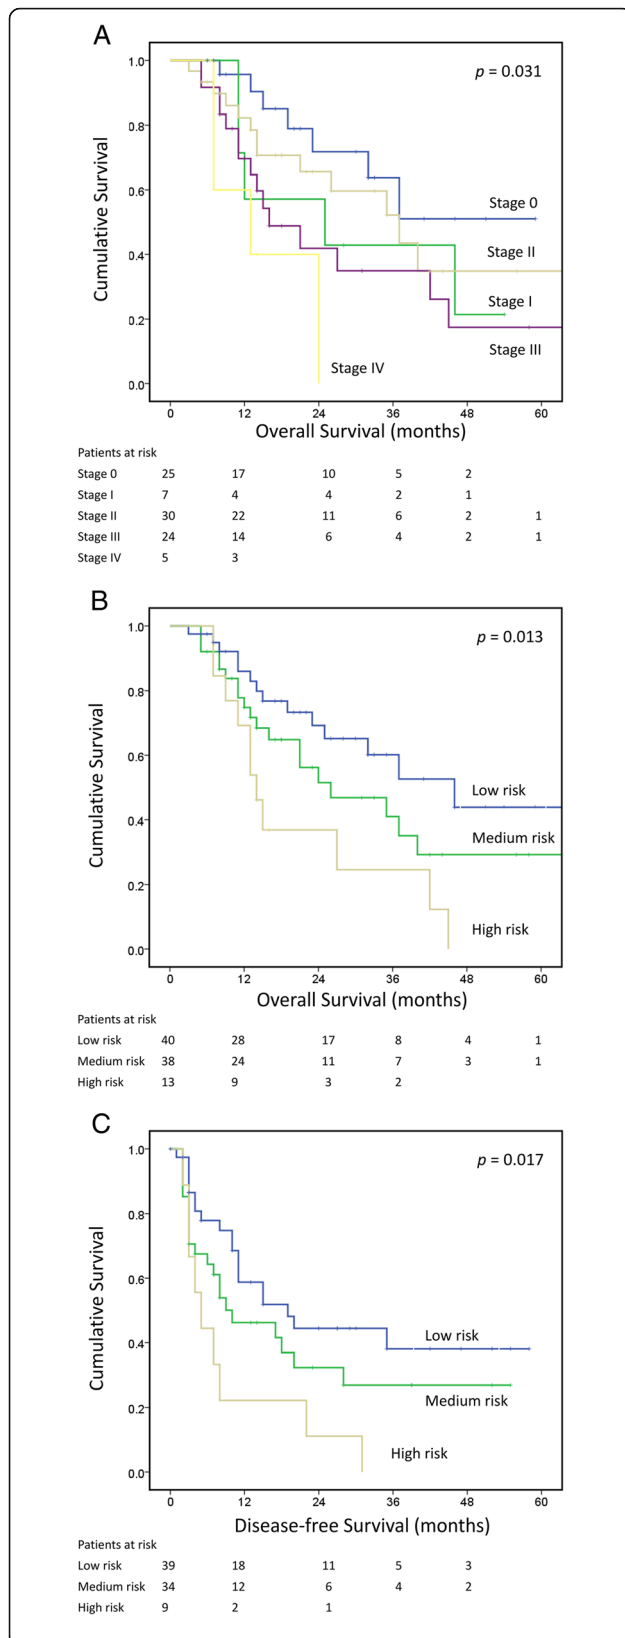 A
p = 0.031
1.0
0.8
0.6
0.4
0.2
0.0
Cumulative Survival
Stage 0
Stage II
Stage I
Stage III
Stage IV
0 12 24 36 48 60
Overall Survival (months)
Patients at risk
Stage 0 25 17 10 5 2
Stage I 7 4 4 2 1
Stage II 30 22 11 6 2 1
Stage III 24 14 6 4 2 1
Stage IV 5 3
B
p = 0.013
1.0
0.8
0.6
0.4
0.2
0.0
Cumulative Survival
Low risk
Medium risk
High risk
0 12 24 36 48 60
Overall Survival (months)
Patients at risk
Low risk 40 28 17 8 4 1
Medium risk 38 24 11 7 3 1
High risk 13 9 3 2
C
p = 0.017
1.0
0.8
0.6
0.4
0.2
0.0
Cumulative Survival
Low risk
Medium risk
High risk
0 12 24 36 48 60
Disease-free Survival (months)
Patients at risk
Low risk 39 18 11 5 3
Medium risk 34 12 6 4 2
High risk 9 2 1